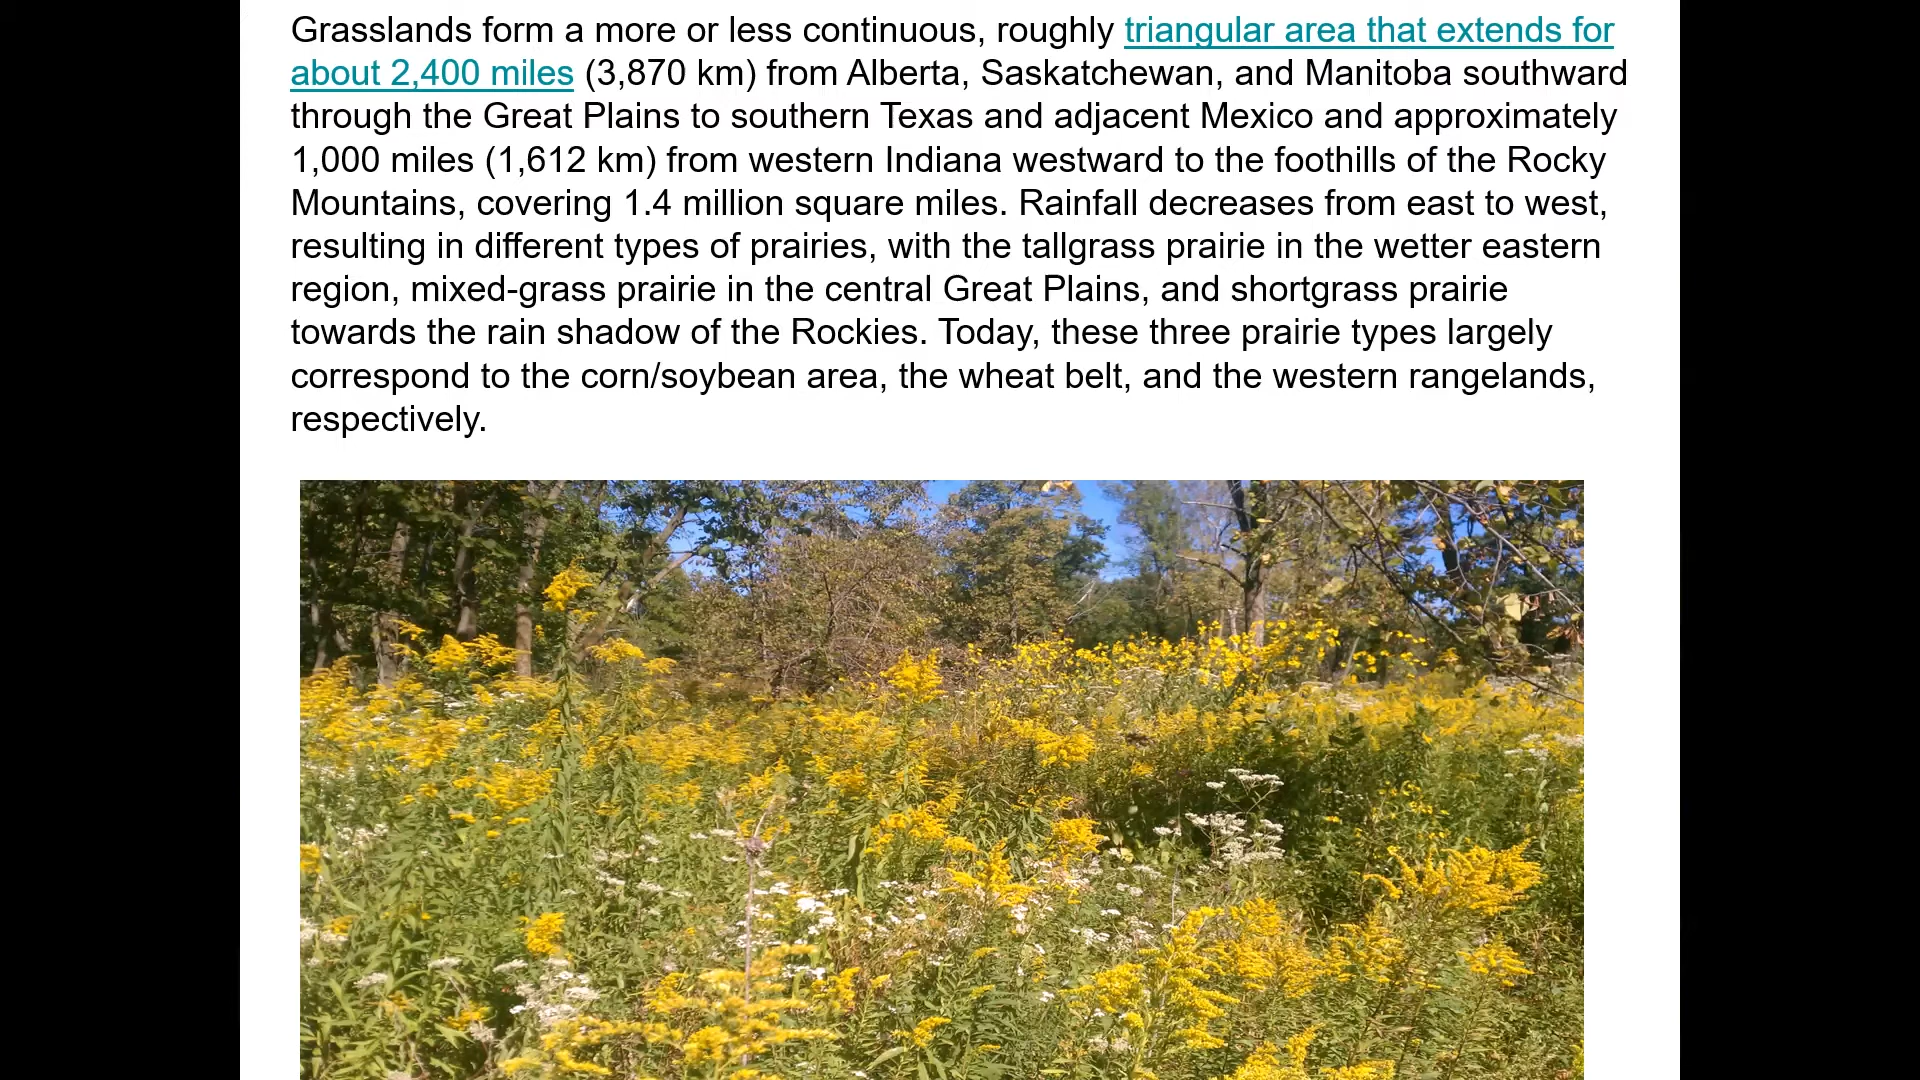 Grasslands form a more or less continuous, roughly triangular area that extends for
about 2,400 miles (3,870 km) from Alberta, Saskatchewan, and Manitoba southward
through the Great Plains to southern Texas and adjacent Mexico and approximately
1,000 miles (1,612 km) from western Indiana westward to the foothills of the Rocky
Mountains, covering 1.4 million square miles. Rainfall decreases from east to west,
resulting in different types of prairies, with the tallgrass prairie in the wetter eastern
region, mixed-grass prairie in the central Great Plains, and shortgrass prairie
towards the rain shadow of the Rockies. Today, these three prairie types largely
correspond to the corn/soybean area, the wheat belt, and the western rangelands,
respectively.